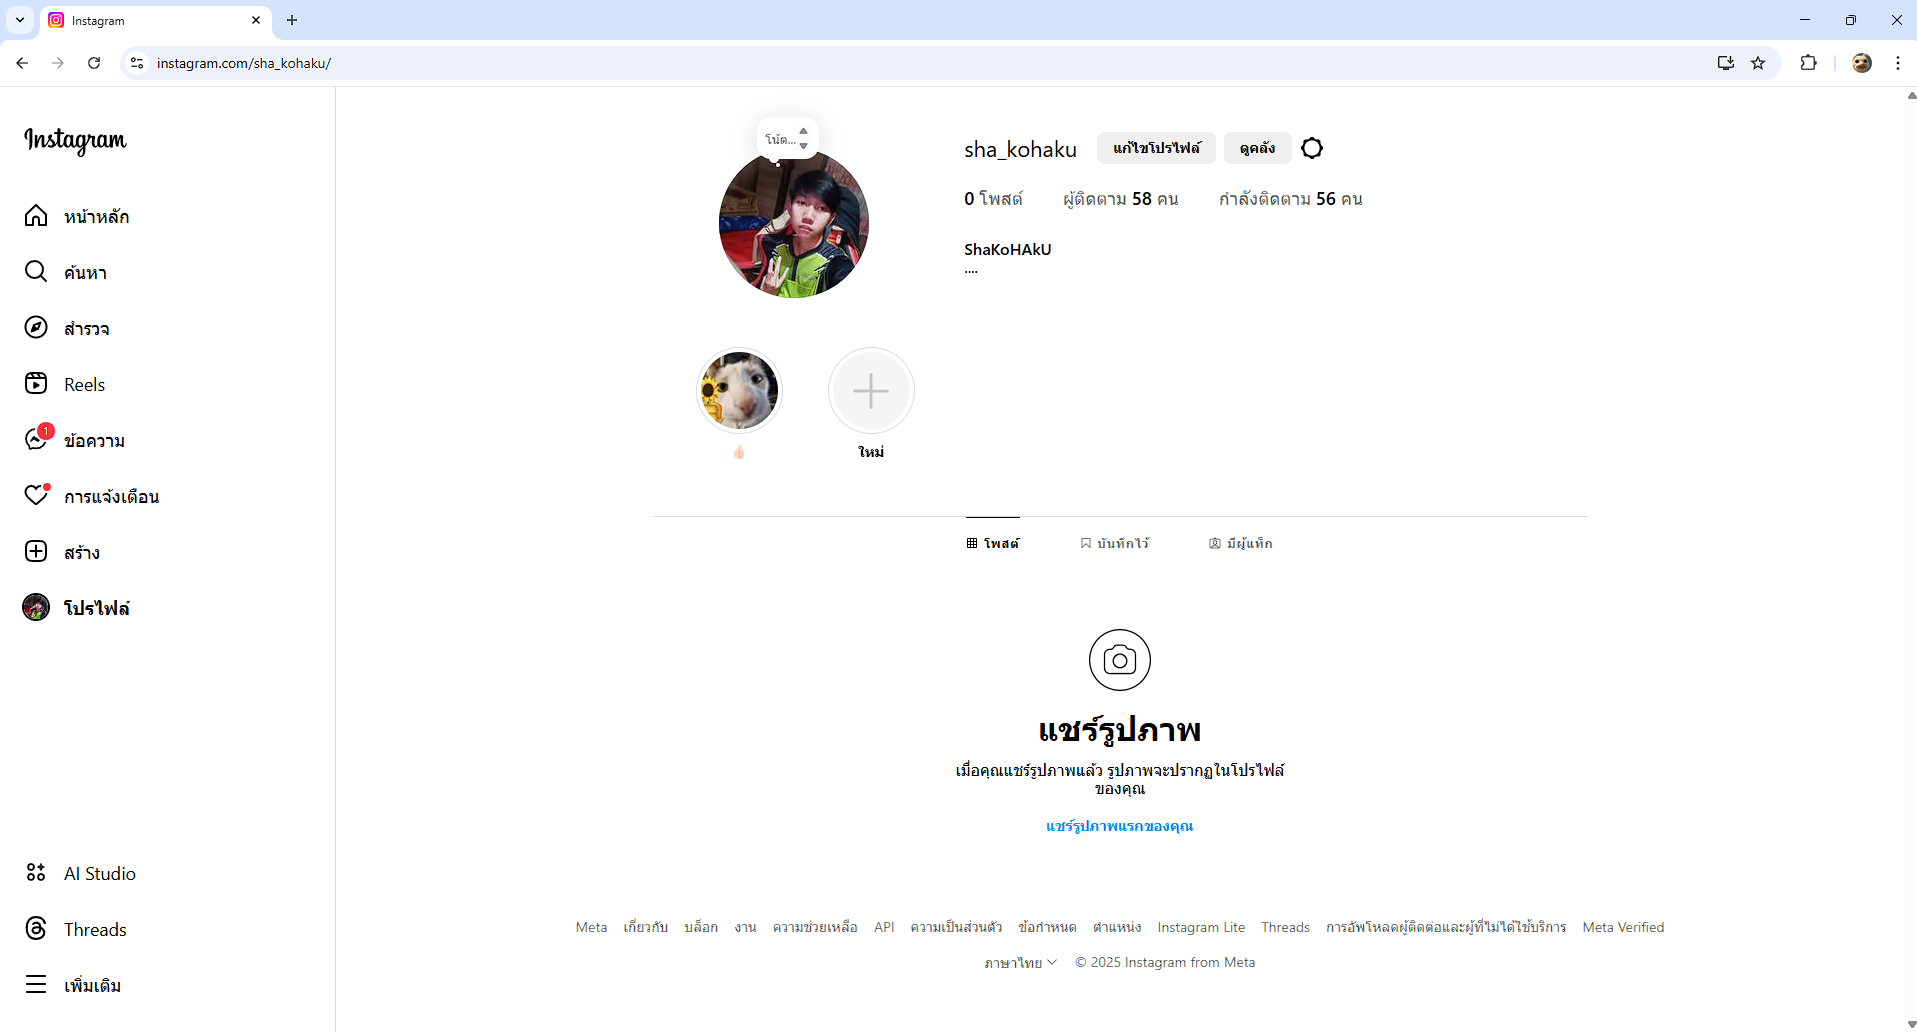 Instagram
instagram.com/sha_kohaku/
Instagram
หน้าหลัก
ค้นหา
สำรวจ
Reels
1
ข้อความ
การแจ้งเตือน
สร้าง
โปรไฟล์
AI Studio
Threads
เพิ่มเติม
โน้ต...
sha_kohaku แก้ไขโปรไฟล์ ดูคลัง
0 โพสต์ ผู้ติดตาม 58 คน กำลังติดตาม 56 คน
ShaKoHAkU
....
👍🏻 ใหม่
โพสต์ บันทึกไว้ มีผู้แท็ก
แชร์รูปภาพ
เมื่อคุณแชร์รูปภาพแล้ว รูปภาพจะปรากฏในโปรไฟล์
ของคุณ
แชร์รูปภาพแรกของคุณ
Meta เกี่ยวกับ บล็อก งาน ความช่วยเหลือ API ความเป็นส่วนตัว ข้อกำหนด ตำแหน่ง Instagram Lite Threads การอัพโหลดผู้ติดต่อและผู้ที่ไม่ได้ใช้บริการ Meta Verified
ภาษาไทย © 2025 Instagram from Meta